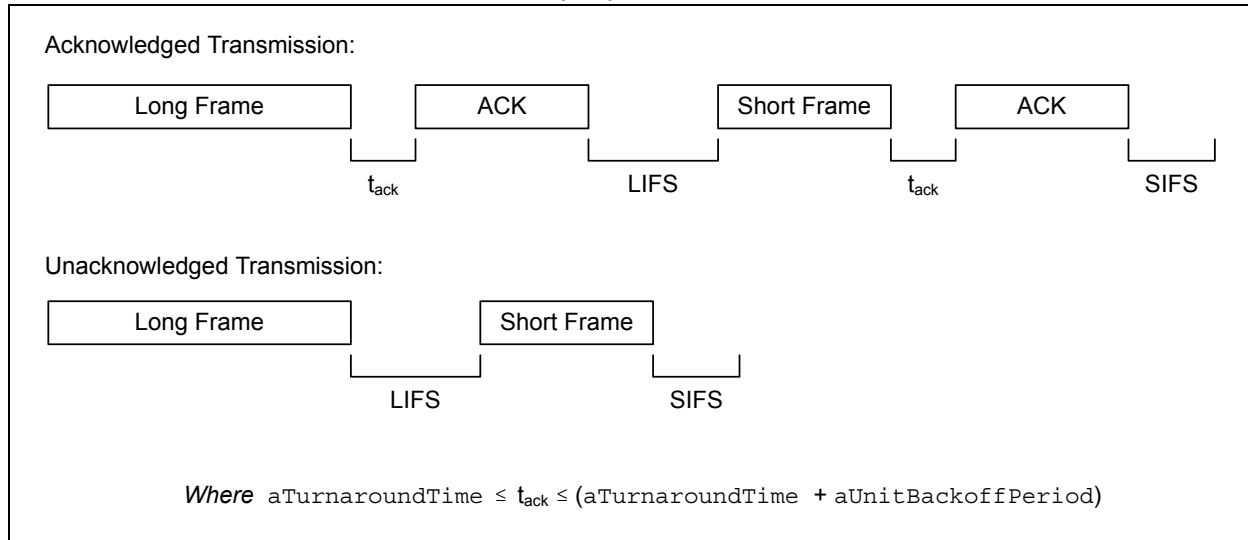 Acknowledged Transmission:
Long Frame ACK Short Frame ACK
tack LIFS tack SIFS
Unacknowledged Transmission:
Long Frame Short Frame
LIFS SIFS
Where aTurnaroundTime ≤ tack ≤ (aTurnaroundTime + aUnitBackoffPeriod)